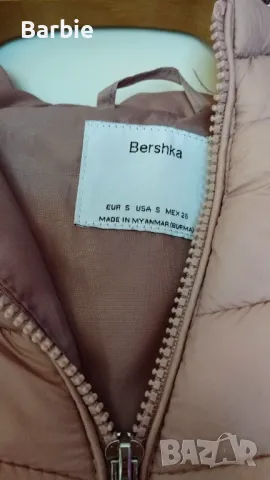 Barbie
Bershka
EUR S USA S MEX 26
MADE IN MYANMAR (BURMA)
BAZAR